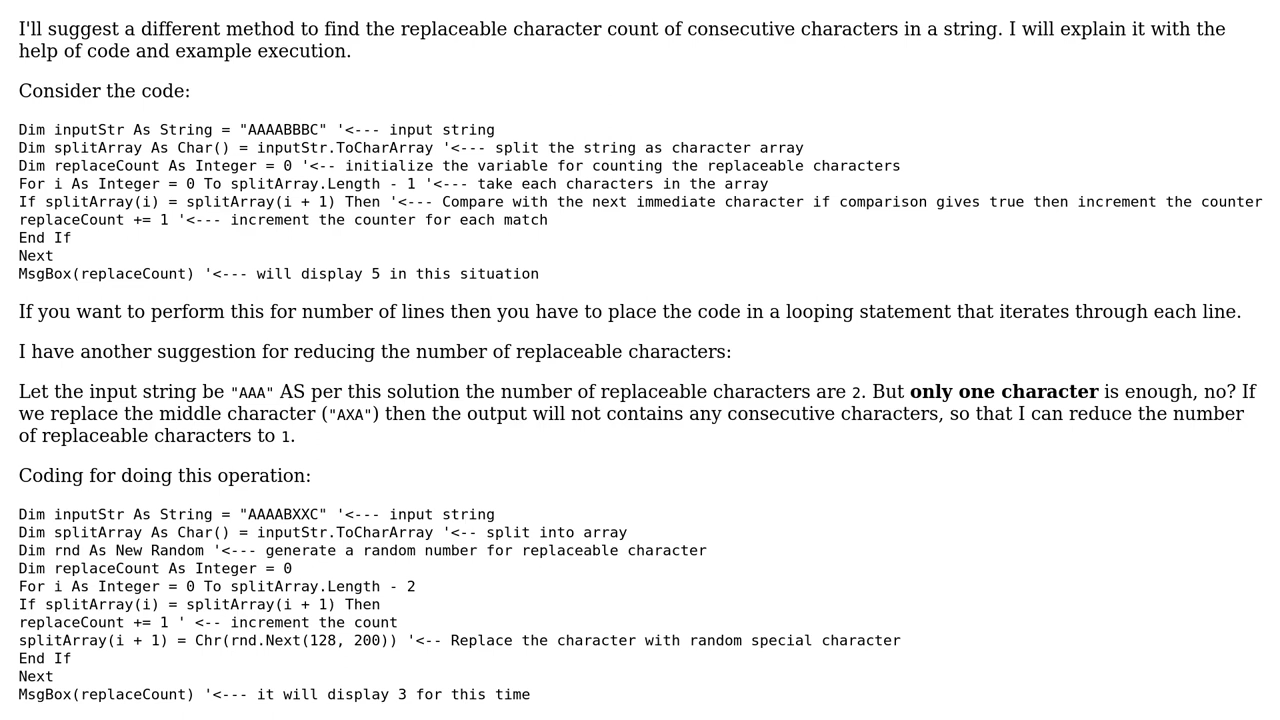 I'll suggest a different method to find the replaceable character count of consecutive characters in a string. I will explain it with the
help of code and example execution.
Consider the code:
Dim inputStr As String = "AAAABBBC" '<--- input string
Dim splitArray As Char() = inputStr.ToCharArray '<--- split the string as character array
Dim replaceCount As Integer = 0 '<-- initialize the variable for counting the replaceable characters
For i As Integer = 0 To splitArray.Length - 1 '<--- take each characters in the array
If splitArray(i) = splitArray(i + 1) Then '<--- Compare with the next immediate character if comparison gives true then increment the counter
replaceCount += 1 '<--- increment the counter for each match
End If
Next
MsgBox(replaceCount) '<--- will display 5 in this situation
If you want to perform this for number of lines then you have to place the code in a looping statement that iterates through each line.
I have another suggestion for reducing the number of replaceable characters:
Let the input string be "AAA" AS per this solution the number of replaceable characters are 2. But only one character is enough, no? If
we replace the middle character ("AXA") then the output will not contains any consecutive characters, so that I can reduce the number
of replaceable characters to 1.
Coding for doing this operation:
Dim inputStr As String = "AAAABXXC" '<--- input string
Dim splitArray As Char() = inputStr.ToCharArray '<-- split into array
Dim rnd As New Random '<--- generate a random number for replaceable character
Dim replaceCount As Integer = 0
For i As Integer = 0 To splitArray.Length - 2
If splitArray(i) = splitArray(i + 1) Then
replaceCount += 1 ' <-- increment the count
splitArray(i + 1) = Chr(rnd.Next(128, 200)) '<-- Replace the character with random special character
End If
Next
MsgBox(replaceCount) '<--- it will display 3 for this time